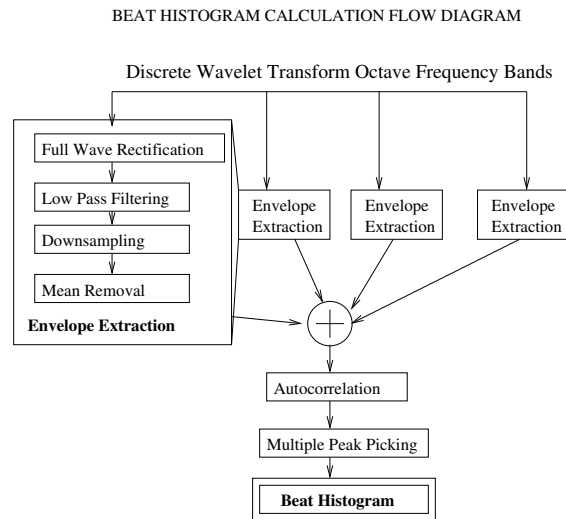 BEAT HISTOGRAM CALCULATION FLOW DIAGRAM
Discrete Wavelet Transform Octave Frequency Bands
Full Wave Rectification
Low Pass Filtering
Downsampling
Mean Removal
Envelope Extraction
Envelope
Extraction
Envelope
Extraction
Envelope
Extraction
Autocorrelation
Multiple Peak Picking
Beat Histogram